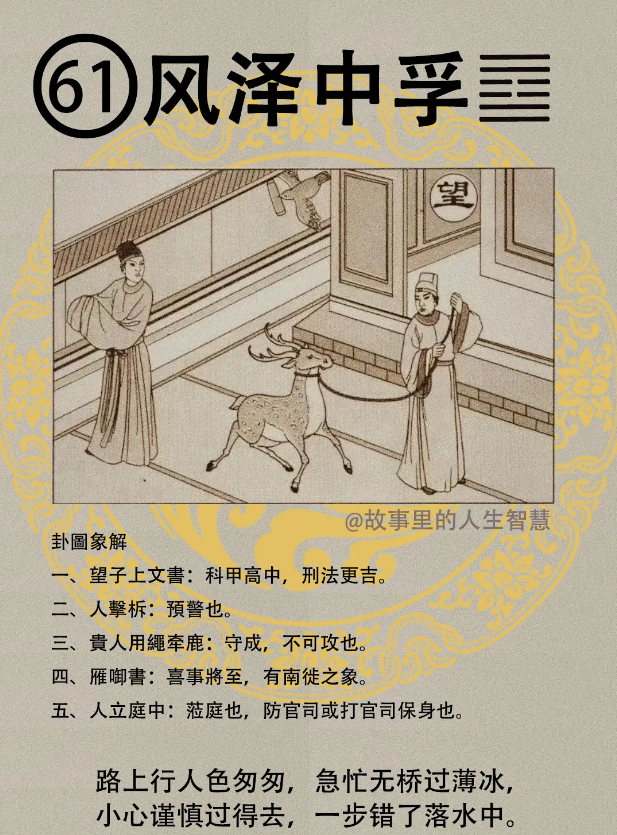 61 风泽中孚
望
@故事里的人生智慧
卦圖象解
一、望子上文書：科甲高中，刑法更吉。
二、人擊柝：預警也。
三、貴人用繩牽鹿：守成，不可攻也。
四、雁啣書：喜事將至，有南徙之象。
五、人立庭中：蒞庭也，防官司或打官司保身也。
路上行人色匆匆，急忙无桥过薄冰，
小心谨慎过得去，一步错了落水中。